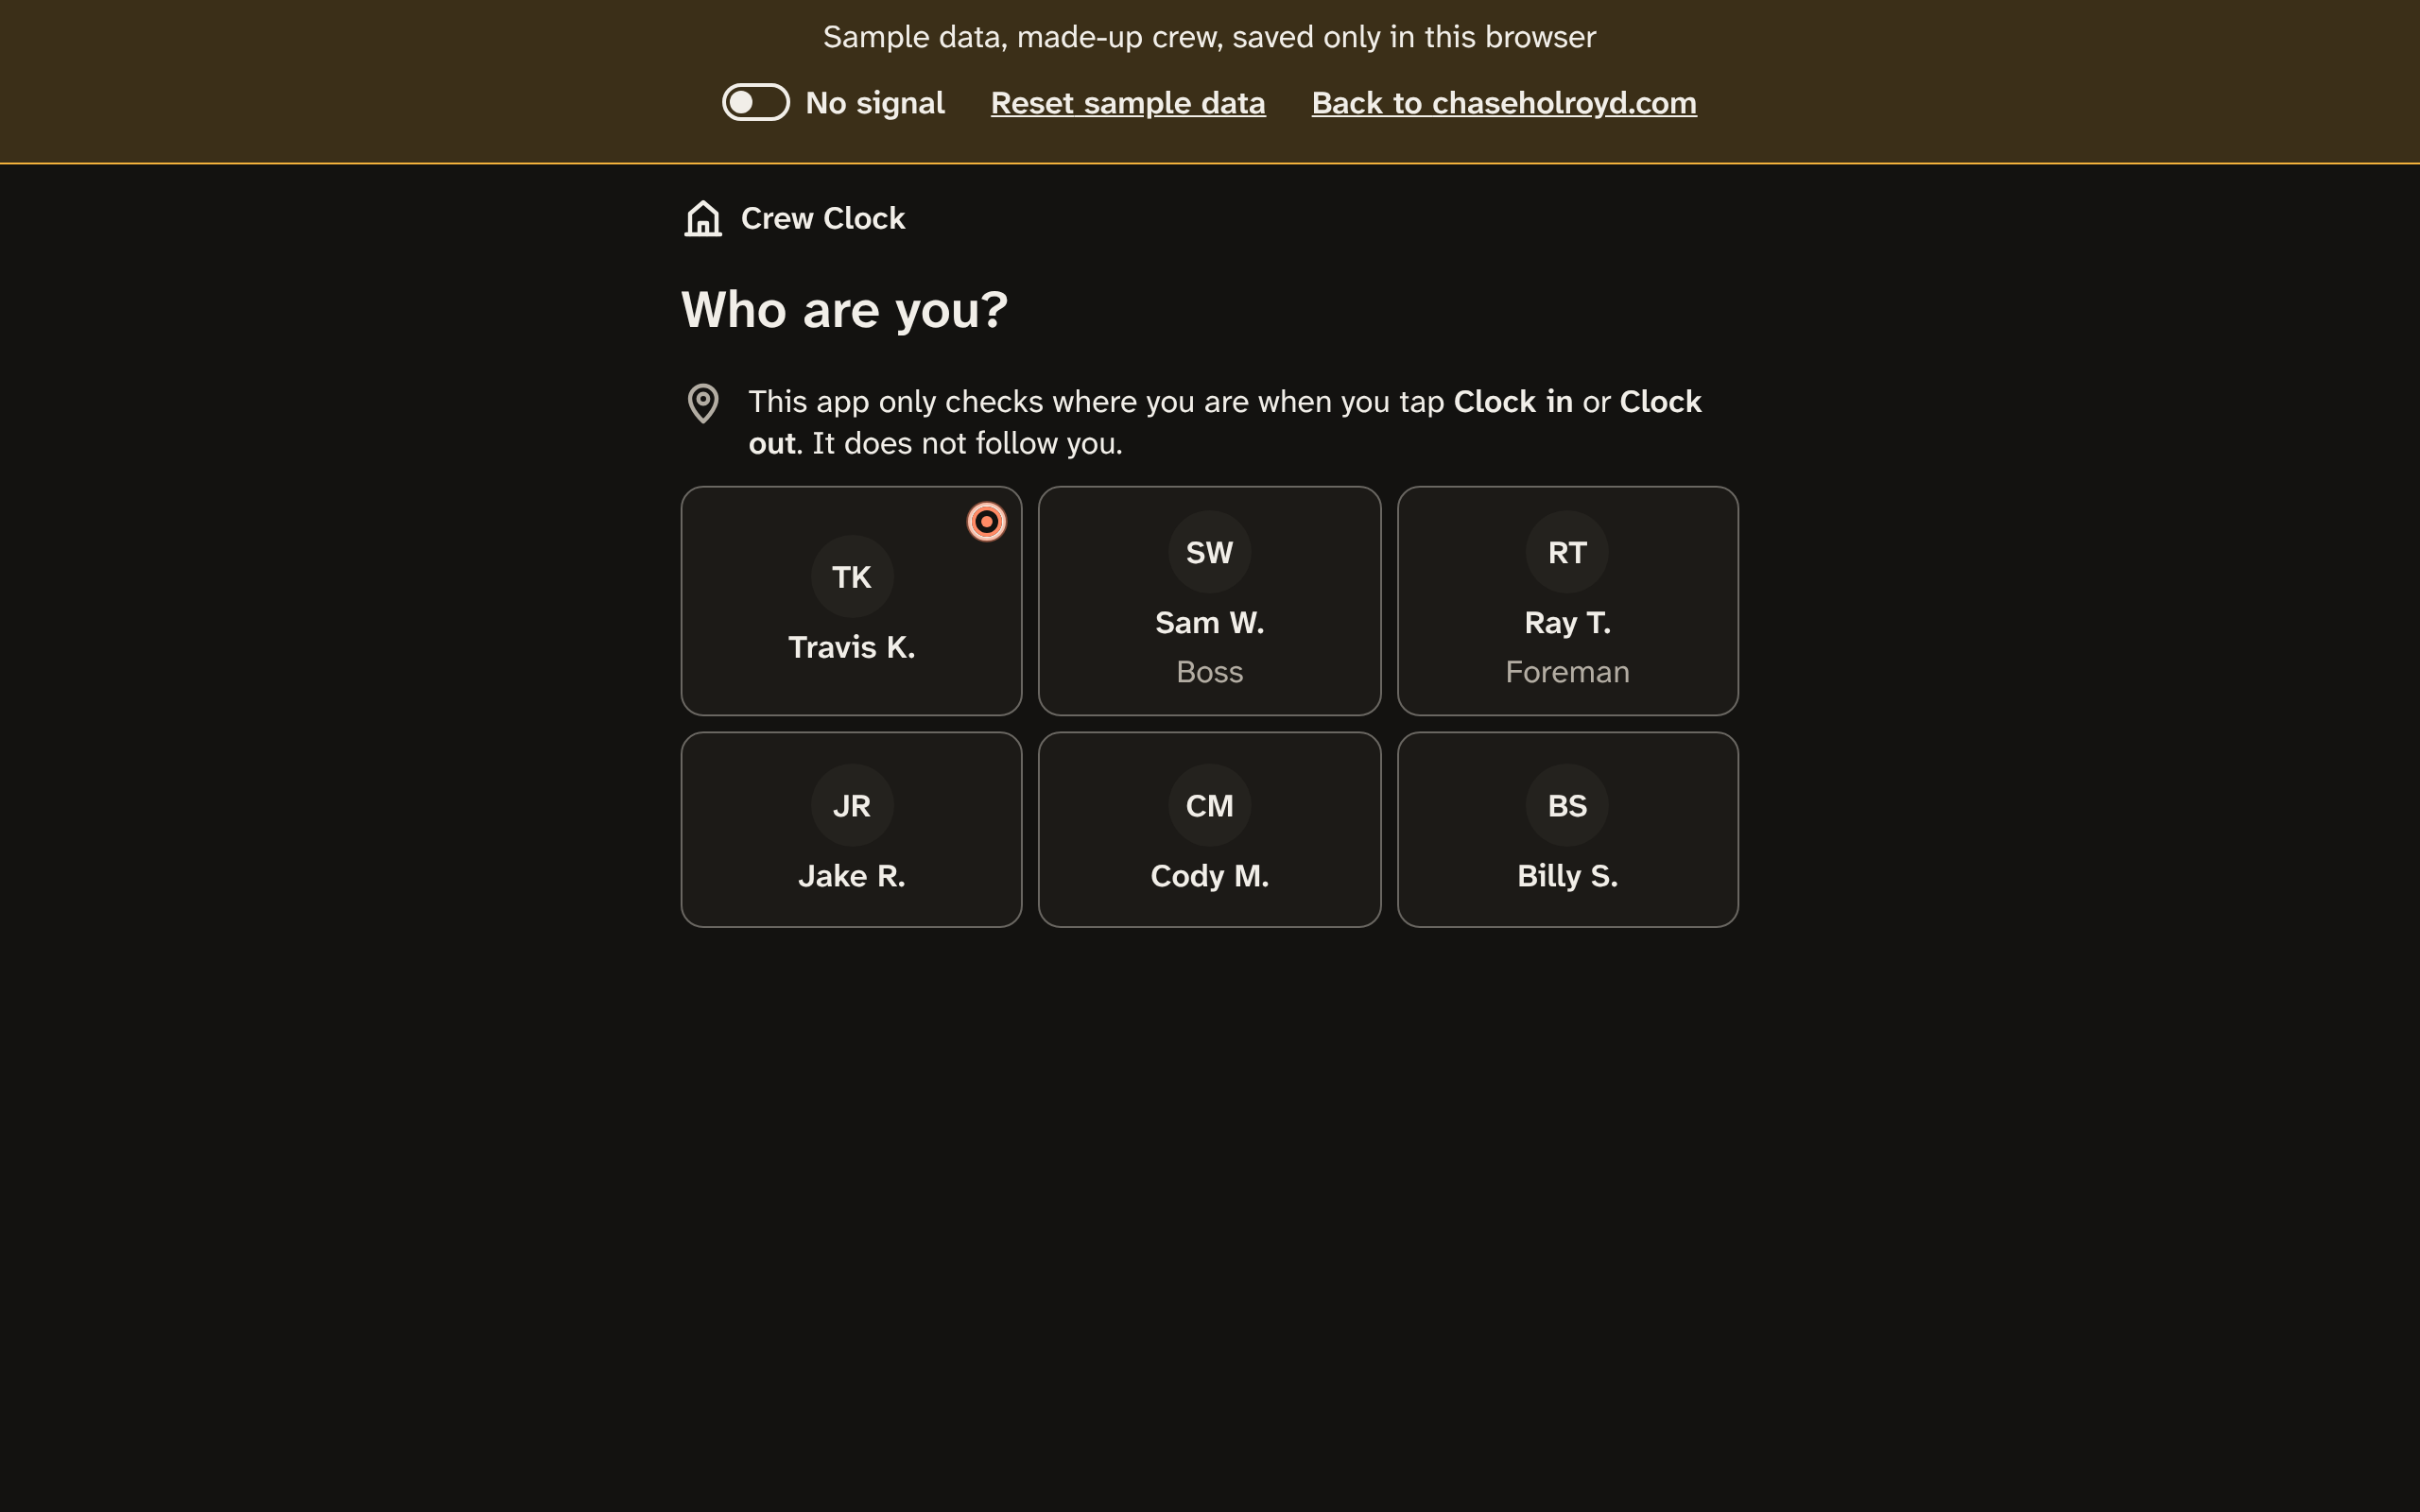 Sample data, made-up crew, saved only in this browser
No signal
Reset sample data
Back to chaseholroyd.com
Crew Clock
Who are you?
This app only checks where you are when you tap Clock in or Clock
out. It does not follow you.
TK
Travis K.
SW
Sam W.
Boss
RT
Ray T.
Foreman
JR
Jake R.
CM
Cody M.
BS
Billy S.